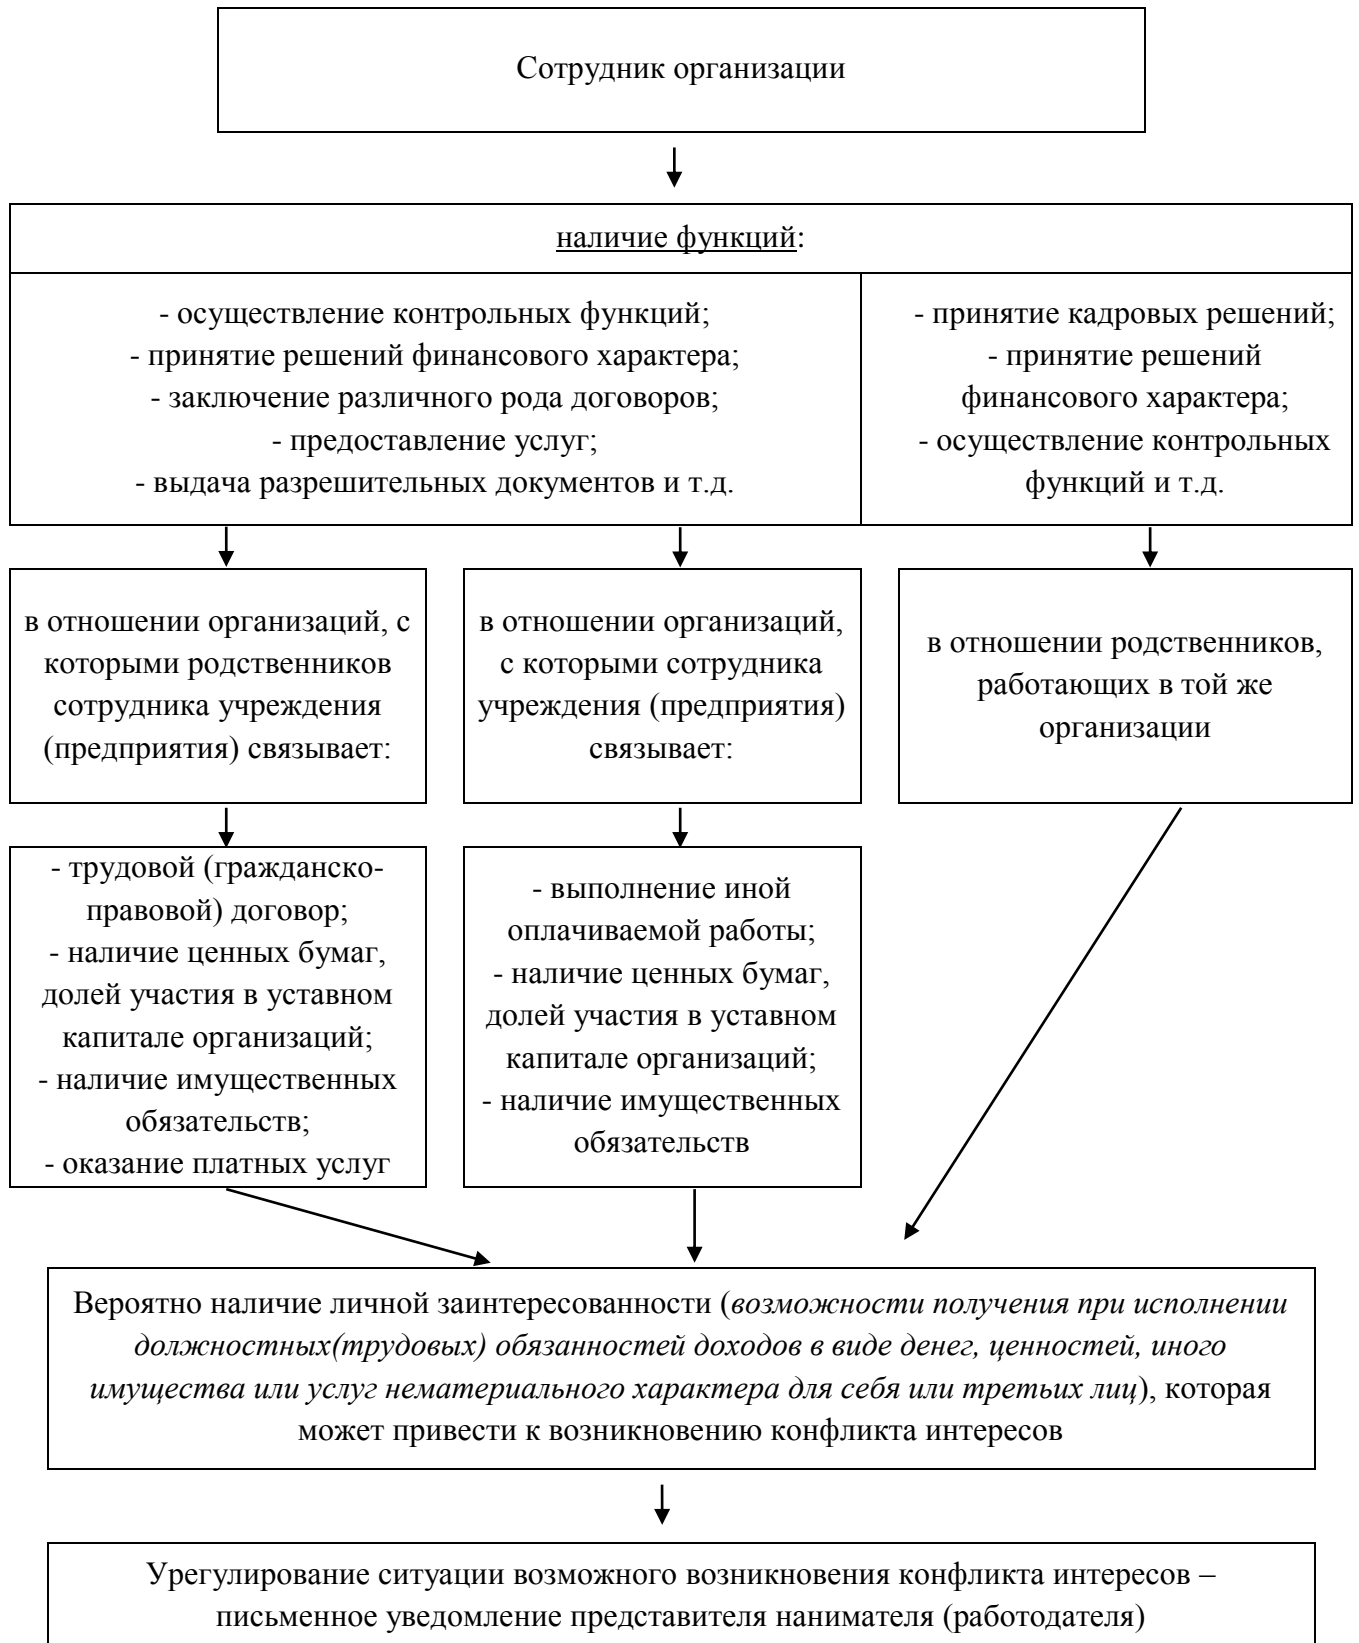 Сотрудник организации
наличие функций:
- осуществление контрольных функций;
- принятие решений финансового характера;
- заключение различного рода договоров;
- предоставление услуг;
- выдача разрешительных документов и т.д.
- принятие кадровых решений;
- принятие решений
финансового характера;
- осуществление контрольных
функций и т.д.
в отношении организаций, с
которыми родственников
сотрудника учреждения
(предприятия) связывает:
в отношении организаций,
с которыми сотрудника
учреждения (предприятия)
связывает:
в отношении родственников,
работающих в той же
организации
- трудовой (гражданско-
правовой) договор;
- наличие ценных бумаг,
долей участия в уставном
капитале организаций;
- наличие имущественных
обязательств;
- оказание платных услуг
- выполнение иной
оплачиваемой работы;
- наличие ценных бумаг,
долей участия в уставном
капитале организаций;
- наличие имущественных
обязательств
Вероятно наличие личной заинтересованности (возможности получения при исполнении
должностных(трудовых) обязанностей доходов в виде денег, ценностей, иного
имущества или услуг нематериального характера для себя или третьих лиц), которая
может привести к возникновению конфликта интересов
Урегулирование ситуации возможного возникновения конфликта интересов –
письменное уведомление представителя нанимателя (работодателя)